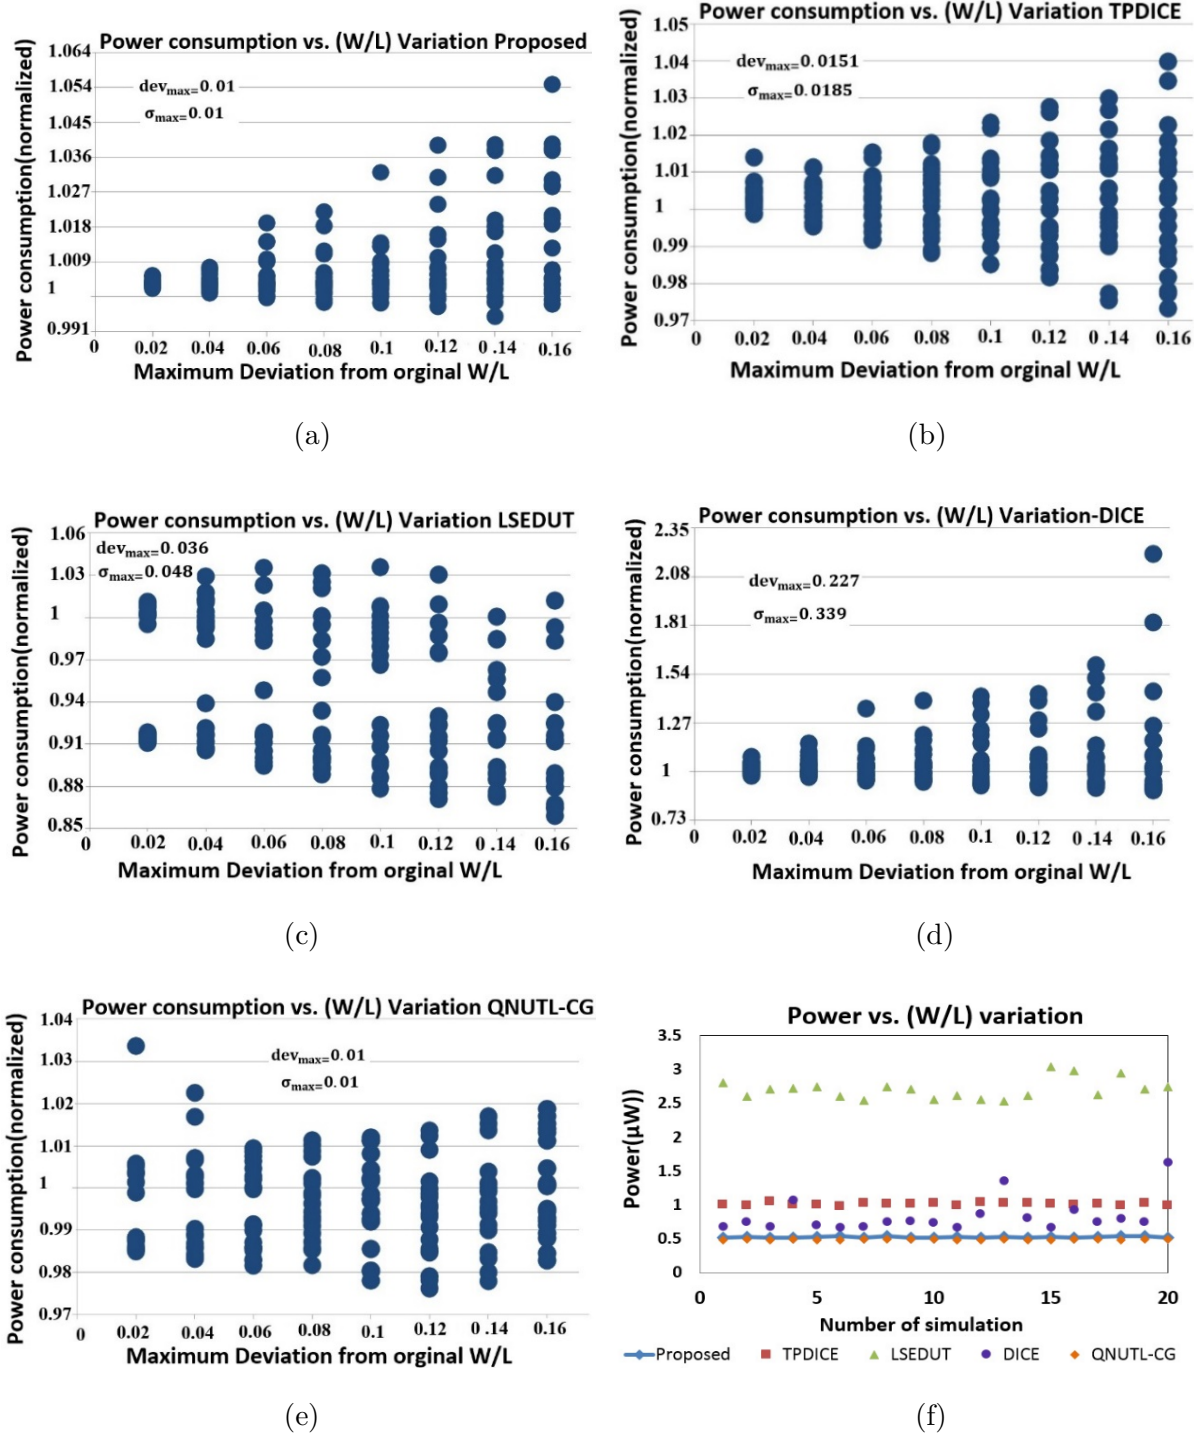 Power consumption vs. (W/L) Variation Proposed
Power consumption(normalized)
dev_max=0.01
σ_max=0.01
1.064
1.054
1.045
1.036
1.027
1.018
1.009
1
0.991
0 0.02 0.04 0.06 0.08 0.1 0.12 0 .14 0.16
Maximum Deviation from orginal W/L
(a)
Power consumption vs. (W/L) Variation TPDICE
Power consumption(normalized)
dev_max=0.0151
σ_max=0.0185
1.05
1.04
1.03
1.02
1.01
1
0.99
0.98
0.97
0 0.02 0.04 0.06 0.08 0.1 0.12 0 .14 0.16
Maximum Deviation from orginal W/L
(b)
Power consumption vs. (W/L) Variation LSEDUT
Power consumption(normalized)
dev_max=0.036
σ_max=0.048
1.06
1.03
1
0.97
0.94
0.91
0.88
0.85
0 0.02 0.04 0.06 0.08 0.1 0.12 0.14 0.16
Maximum Deviation from orginal W/L
(c)
Power consumption vs. (W/L) Variation-DICE
Power consumption(normalized)
dev_max=0.227
σ_max=0.339
2.35
2.08
1.81
1.54
1.27
1
0.73
0 0.02 0.04 0.06 0.08 0.1 0.12 0.14 0.16
Maximum Deviation from orginal W/L
(d)
Power consumption vs. (W/L) Variation QNUTL-CG
Power consumption(normalized)
dev_max=0.01
σ_max=0.01
1.04
1.03
1.02
1.01
1
0.99
0.98
0.97
0 0.02 0.04 0.06 0.08 0.1 0.12 0.14 0.16
Maximum Deviation from orginal W/L
(e)
Power vs. (W/L) variation
Power(μW))
3.5
3
2.5
2
1.5
1
0.5
0
0 5 10 15 20
Number of simulation
Proposed TPDICE LSEDUT DICE QNUTL-CG
(f)